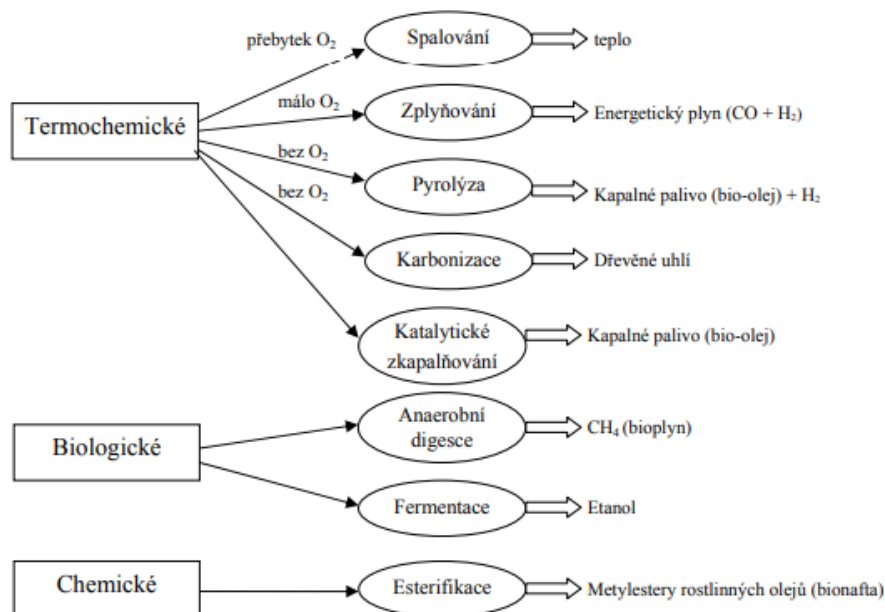 přebytek O₂
Spalování
teplo
málo O₂
Zplyňování
Energetický plyn (CO + H₂)
Termochemické
bez O₂
Pyrolýza
Kapalné palivo (bio-olej) + H₂
bez O₂
Karbonizace
Dřevěné uhlí
Katalytické
zkapalňování
Kapalné palivo (bio-olej)
Biologické
Anaerobní
digesce
CH₄ (bioplyn)
Fermentace
Etanol
Chemické
Esterifikace
Metylestery rostlinných olejů (bionafta)